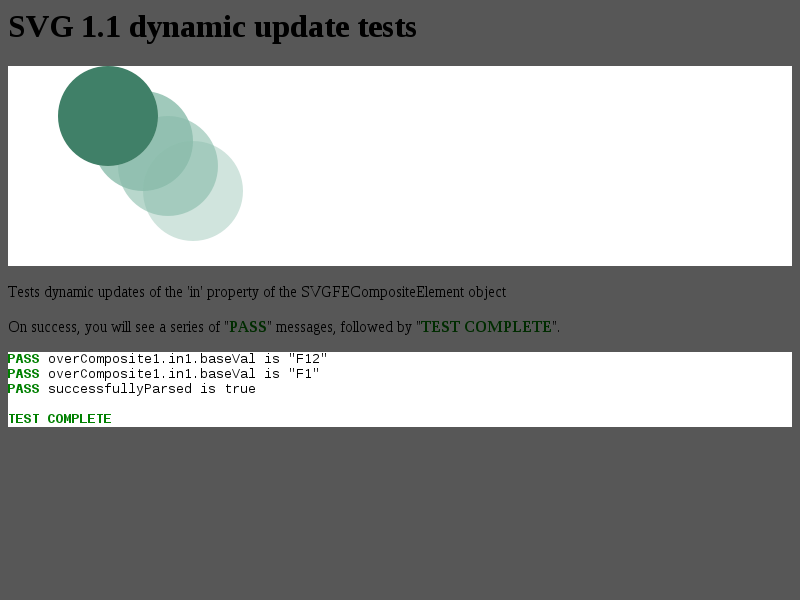 SVG 1.1 dynamic update tests
Tests dynamic updates of the 'in' property of the SVGFECompositeElement object
On success, you will see a series of "PASS" messages, followed by "TEST COMPLETE".
PASS overComposite1.in1.baseVal is "F12"
PASS overComposite1.in1.baseVal is "F1"
PASS successfullyParsed is true
TEST COMPLETE